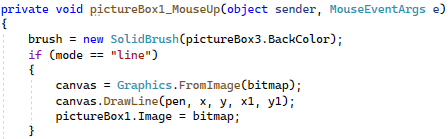 private void pictureBox1_MouseUp(object sender, MouseEventArgs e)
{
    brush = new SolidBrush(pictureBox3.BackColor);
    if (mode == "line")
    {
        canvas = Graphics.FromImage(bitmap);
        canvas.DrawLine(pen, x, y, x1, y1);
        pictureBox1.Image = bitmap;
    }